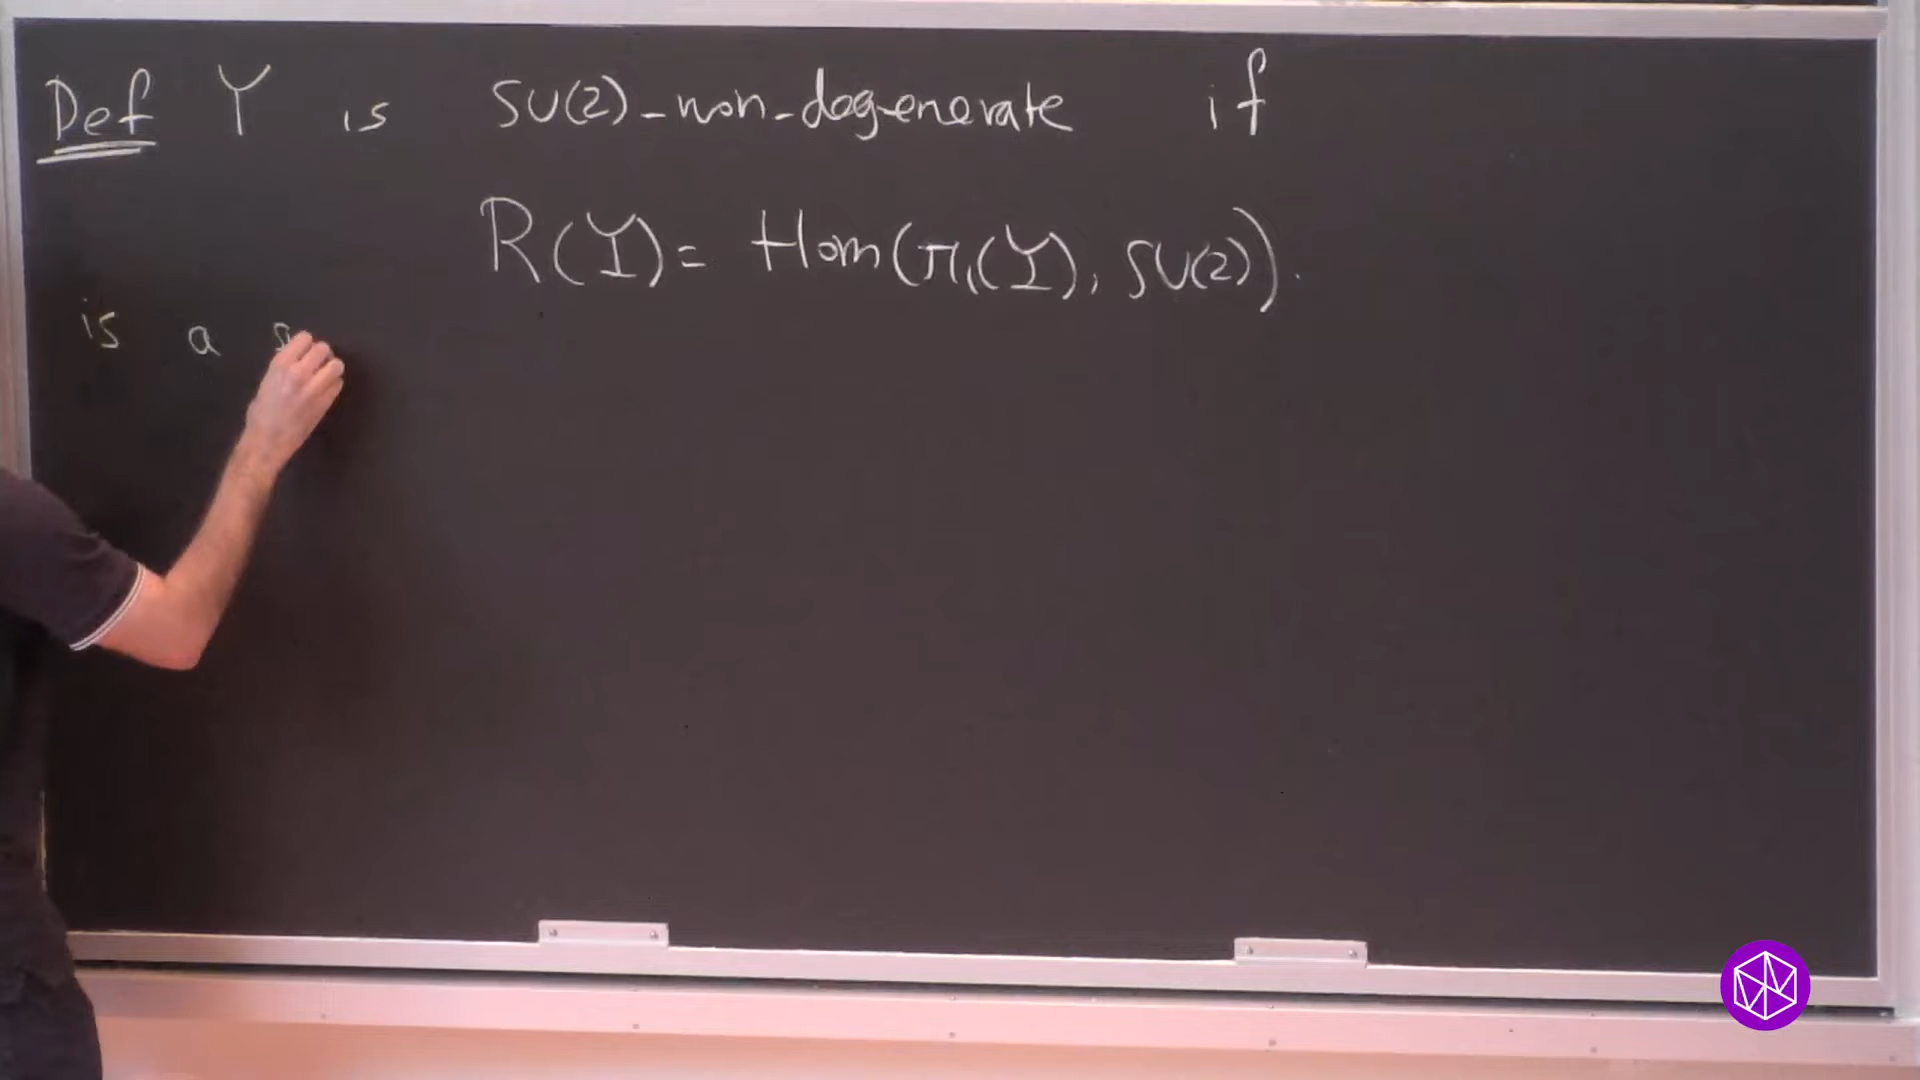 Def Y is SU(2)-non-degenerate if
R(Y) = Hom(π₁(Y), SU(2)).
is a